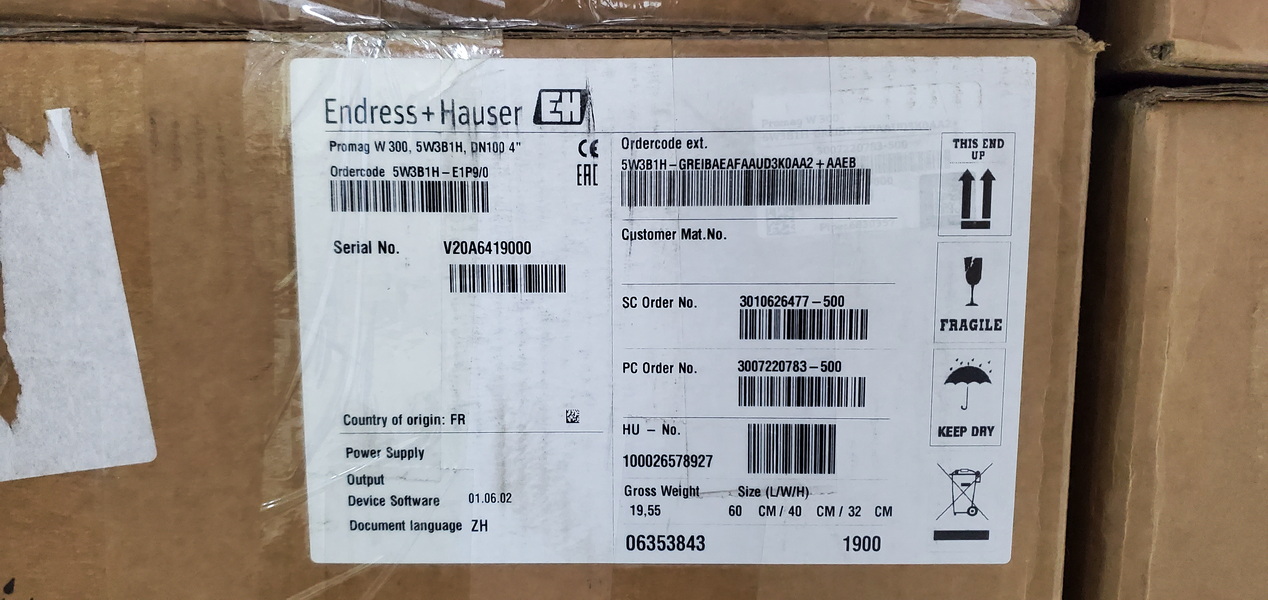 Endress+Hauser EH
Promag W 300, 5W3B1H, DN100 4"
Ordercode 5W3B1H-E1P9/0
CE
EAC
Serial No. V20A6419000
Country of origin: FR
Power Supply
Output
Device Software 01.06.02
Document language ZH
Ordercode ext.
5W3B1H-GREIBAEAFAAUD3K0AA2+AAEB
Customer Mat.No.
SC Order No. 3010626477-500
PC Order No. 3007220783-500
HU - No.
100026578927
Gross Weight Size (L/W/H)
19,55 60 CM / 40 CM / 32 CM
06353843 1900
THIS END
UP
FRAGILE
KEEP DRY